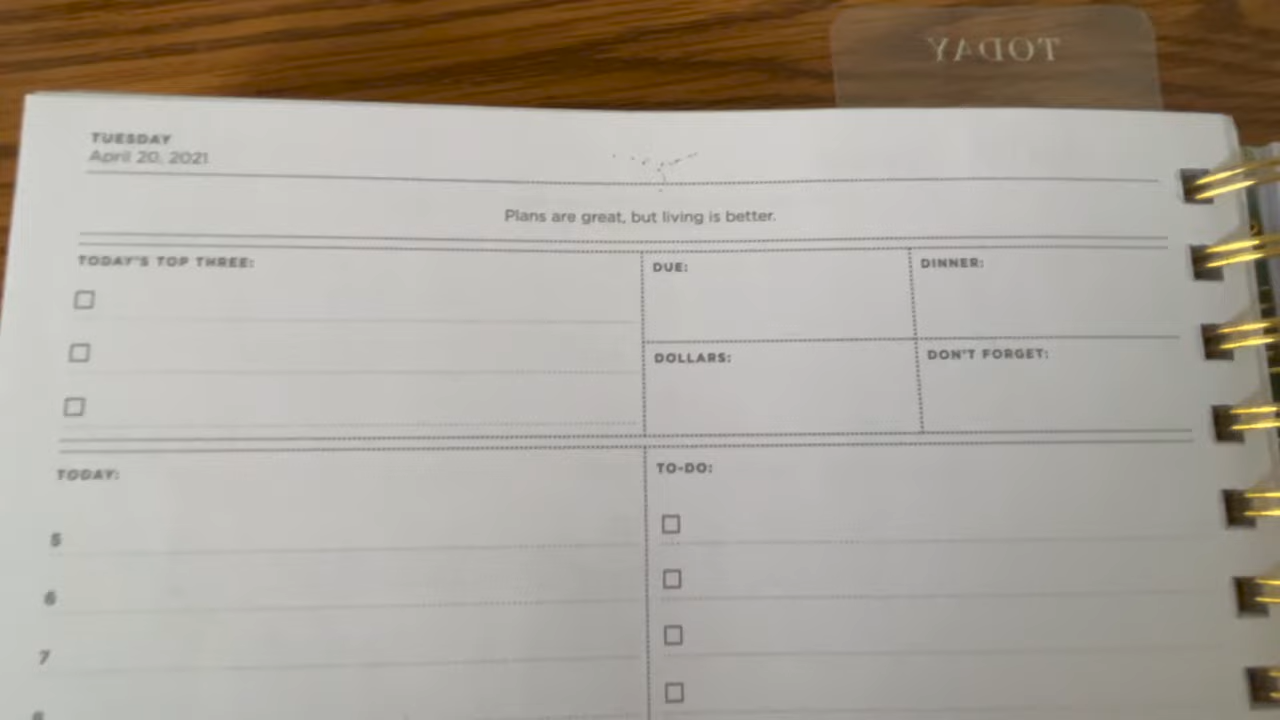 TODAY
TUESDAY
April 20, 2021
Plans are great, but living is better.
TODAY'S TOP THREE:
DUE:
DINNER:
DOLLARS:
DON'T FORGET:
TODAY:
TO-DO:
5
6
7